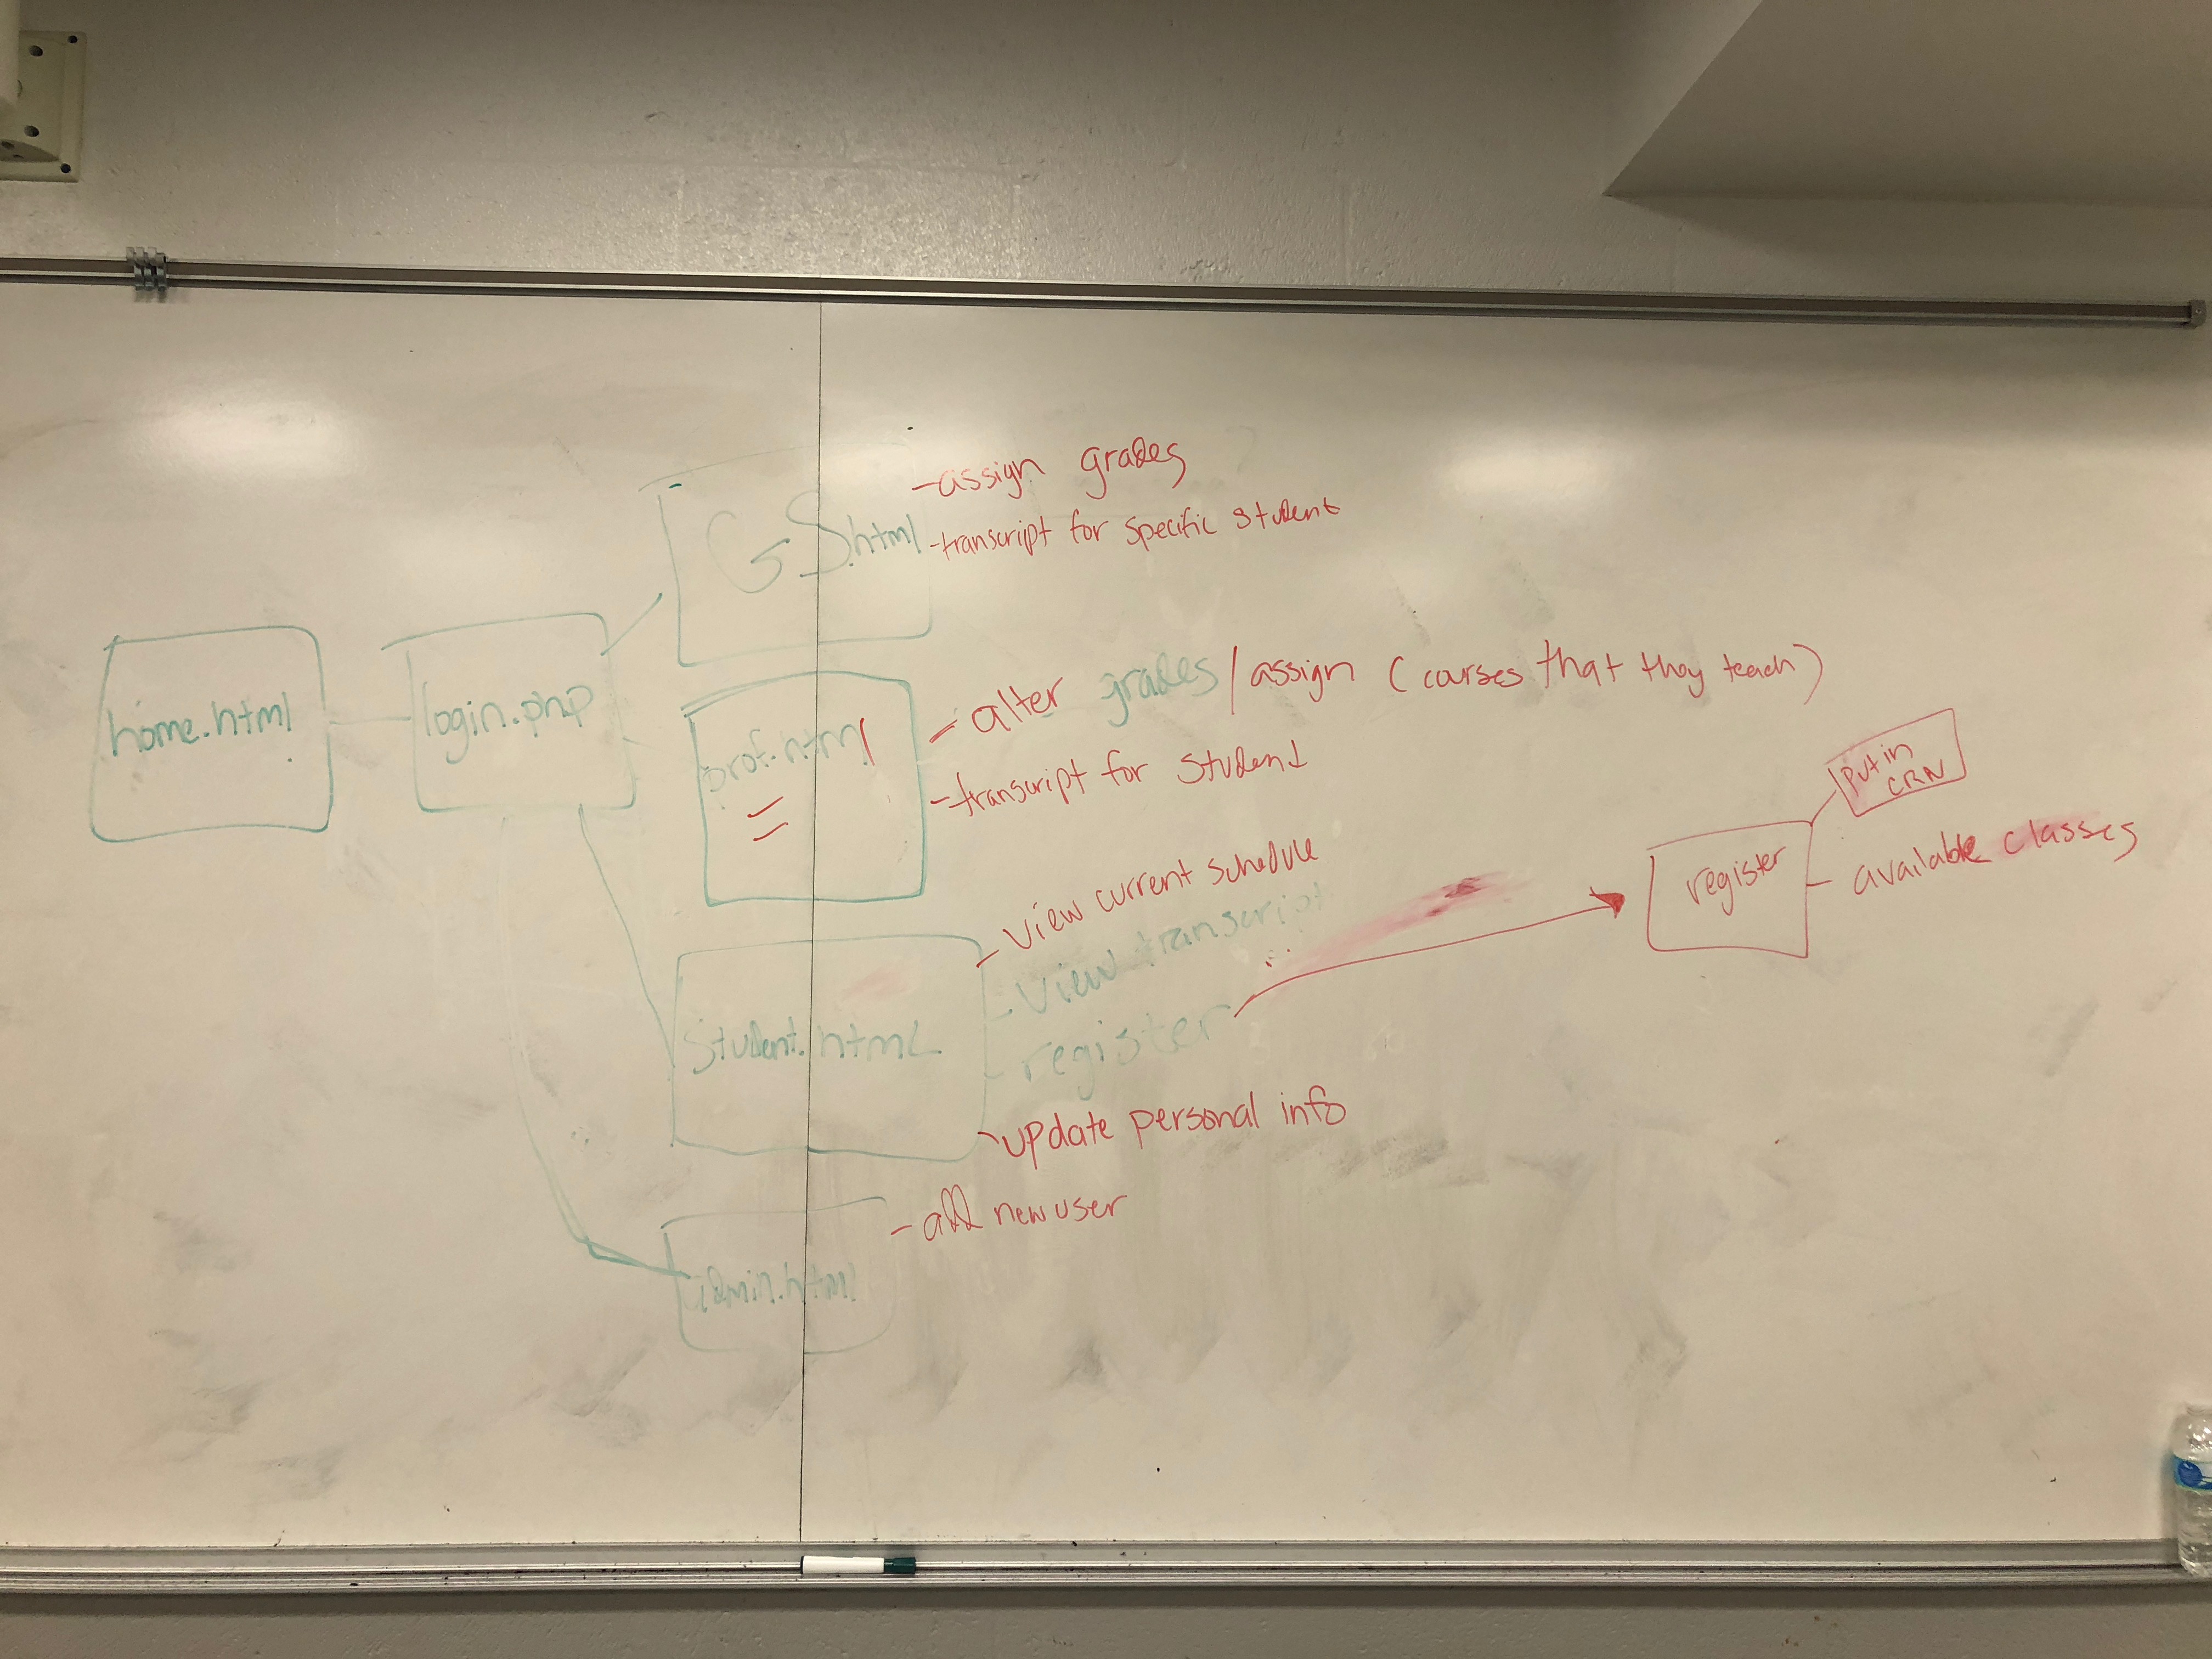 home.html
login.php
GS.html
- assign grades
- transcript for specific student
prof.html
- alter grades / assign (courses that they teach)
- transcript for student
student.html
- view current schedule
- view transcript
- register
- update personal info
admin.html
- add new user
register
put in
CRN
- available classes